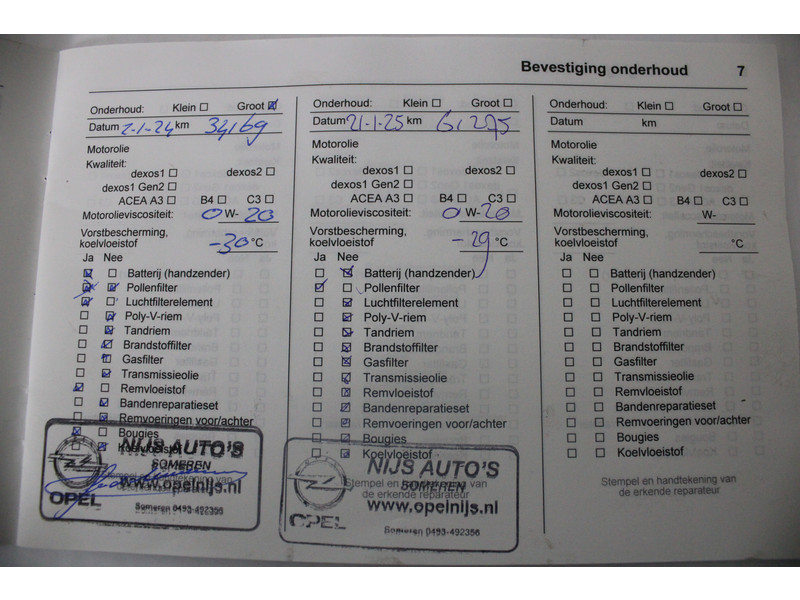 Bevestiging onderhoud 7
Onderhoud: Klein ☐ Groot ☒
Datum 2-1-24 km 34169
Motorolie
Kwaliteit:
dexos1 ☐ dexos2 ☐
dexos1 Gen2 ☐
ACEA A3 ☐ B4 ☐ C3 ☐
Motorolieviscositeit: 0 W- 20
Vorstbescherming,
koelvloeistof -30 °C
Ja Nee
Batterij (handzender)
Pollenfilter
Luchtfilterelement
Poly-V-riem
Tandriem
Brandstoffilter
Gasfilter
Transmissieolie
Remvloeistof
Bandenreparatieset
Remvoeringen voor/achter
Bougies
Koelvloeistof
NIJS AUTO'S
SOMEREN
www.opelnijs.nl
OPEL
Someren 0493-492356
Onderhoud: Klein ☐ Groot ☐
Datum 21-1-25 km 61275
Motorolie
Kwaliteit:
dexos1 ☐ dexos2 ☐
dexos1 Gen2 ☐
ACEA A3 ☐ B4 ☐ C3 ☐
Motorolieviscositeit: 0 W- 20
Vorstbescherming,
koelvloeistof -29 °C
Ja Nee
Batterij (handzender)
Pollenfilter
Luchtfilterelement
Poly-V-riem
Tandriem
Brandstoffilter
Gasfilter
Transmissieolie
Remvloeistof
Bandenreparatieset
Remvoeringen voor/achter
Bougies
Koelvloeistof
NIJS AUTO'S
Stempel en handtekening van
de erkende reparateur
SOMEREN
www.opelnijs.nl
OPEL
Someren 0493-492356
Onderhoud: Klein ☐ Groot ☐
Datum km
Motorolie
Kwaliteit:
dexos1 ☐ dexos2 ☐
dexos1 Gen2 ☐
ACEA A3 ☐ B4 ☐ C3 ☐
Motorolieviscositeit: W-
Vorstbescherming,
koelvloeistof °C
Ja Nee
☐ ☐ Batterij (handzender)
☐ ☐ Pollenfilter
☐ ☐ Luchtfilterelement
☐ ☐ Poly-V-riem
☐ ☐ Tandriem
☐ ☐ Brandstoffilter
☐ ☐ Gasfilter
☐ ☐ Transmissieolie
☐ ☐ Remvloeistof
☐ ☐ Bandenreparatieset
☐ ☐ Remvoeringen voor/achter
☐ ☐ Bougies
☐ ☐ Koelvloeistof
Stempel en handtekening van
de erkende reparateur